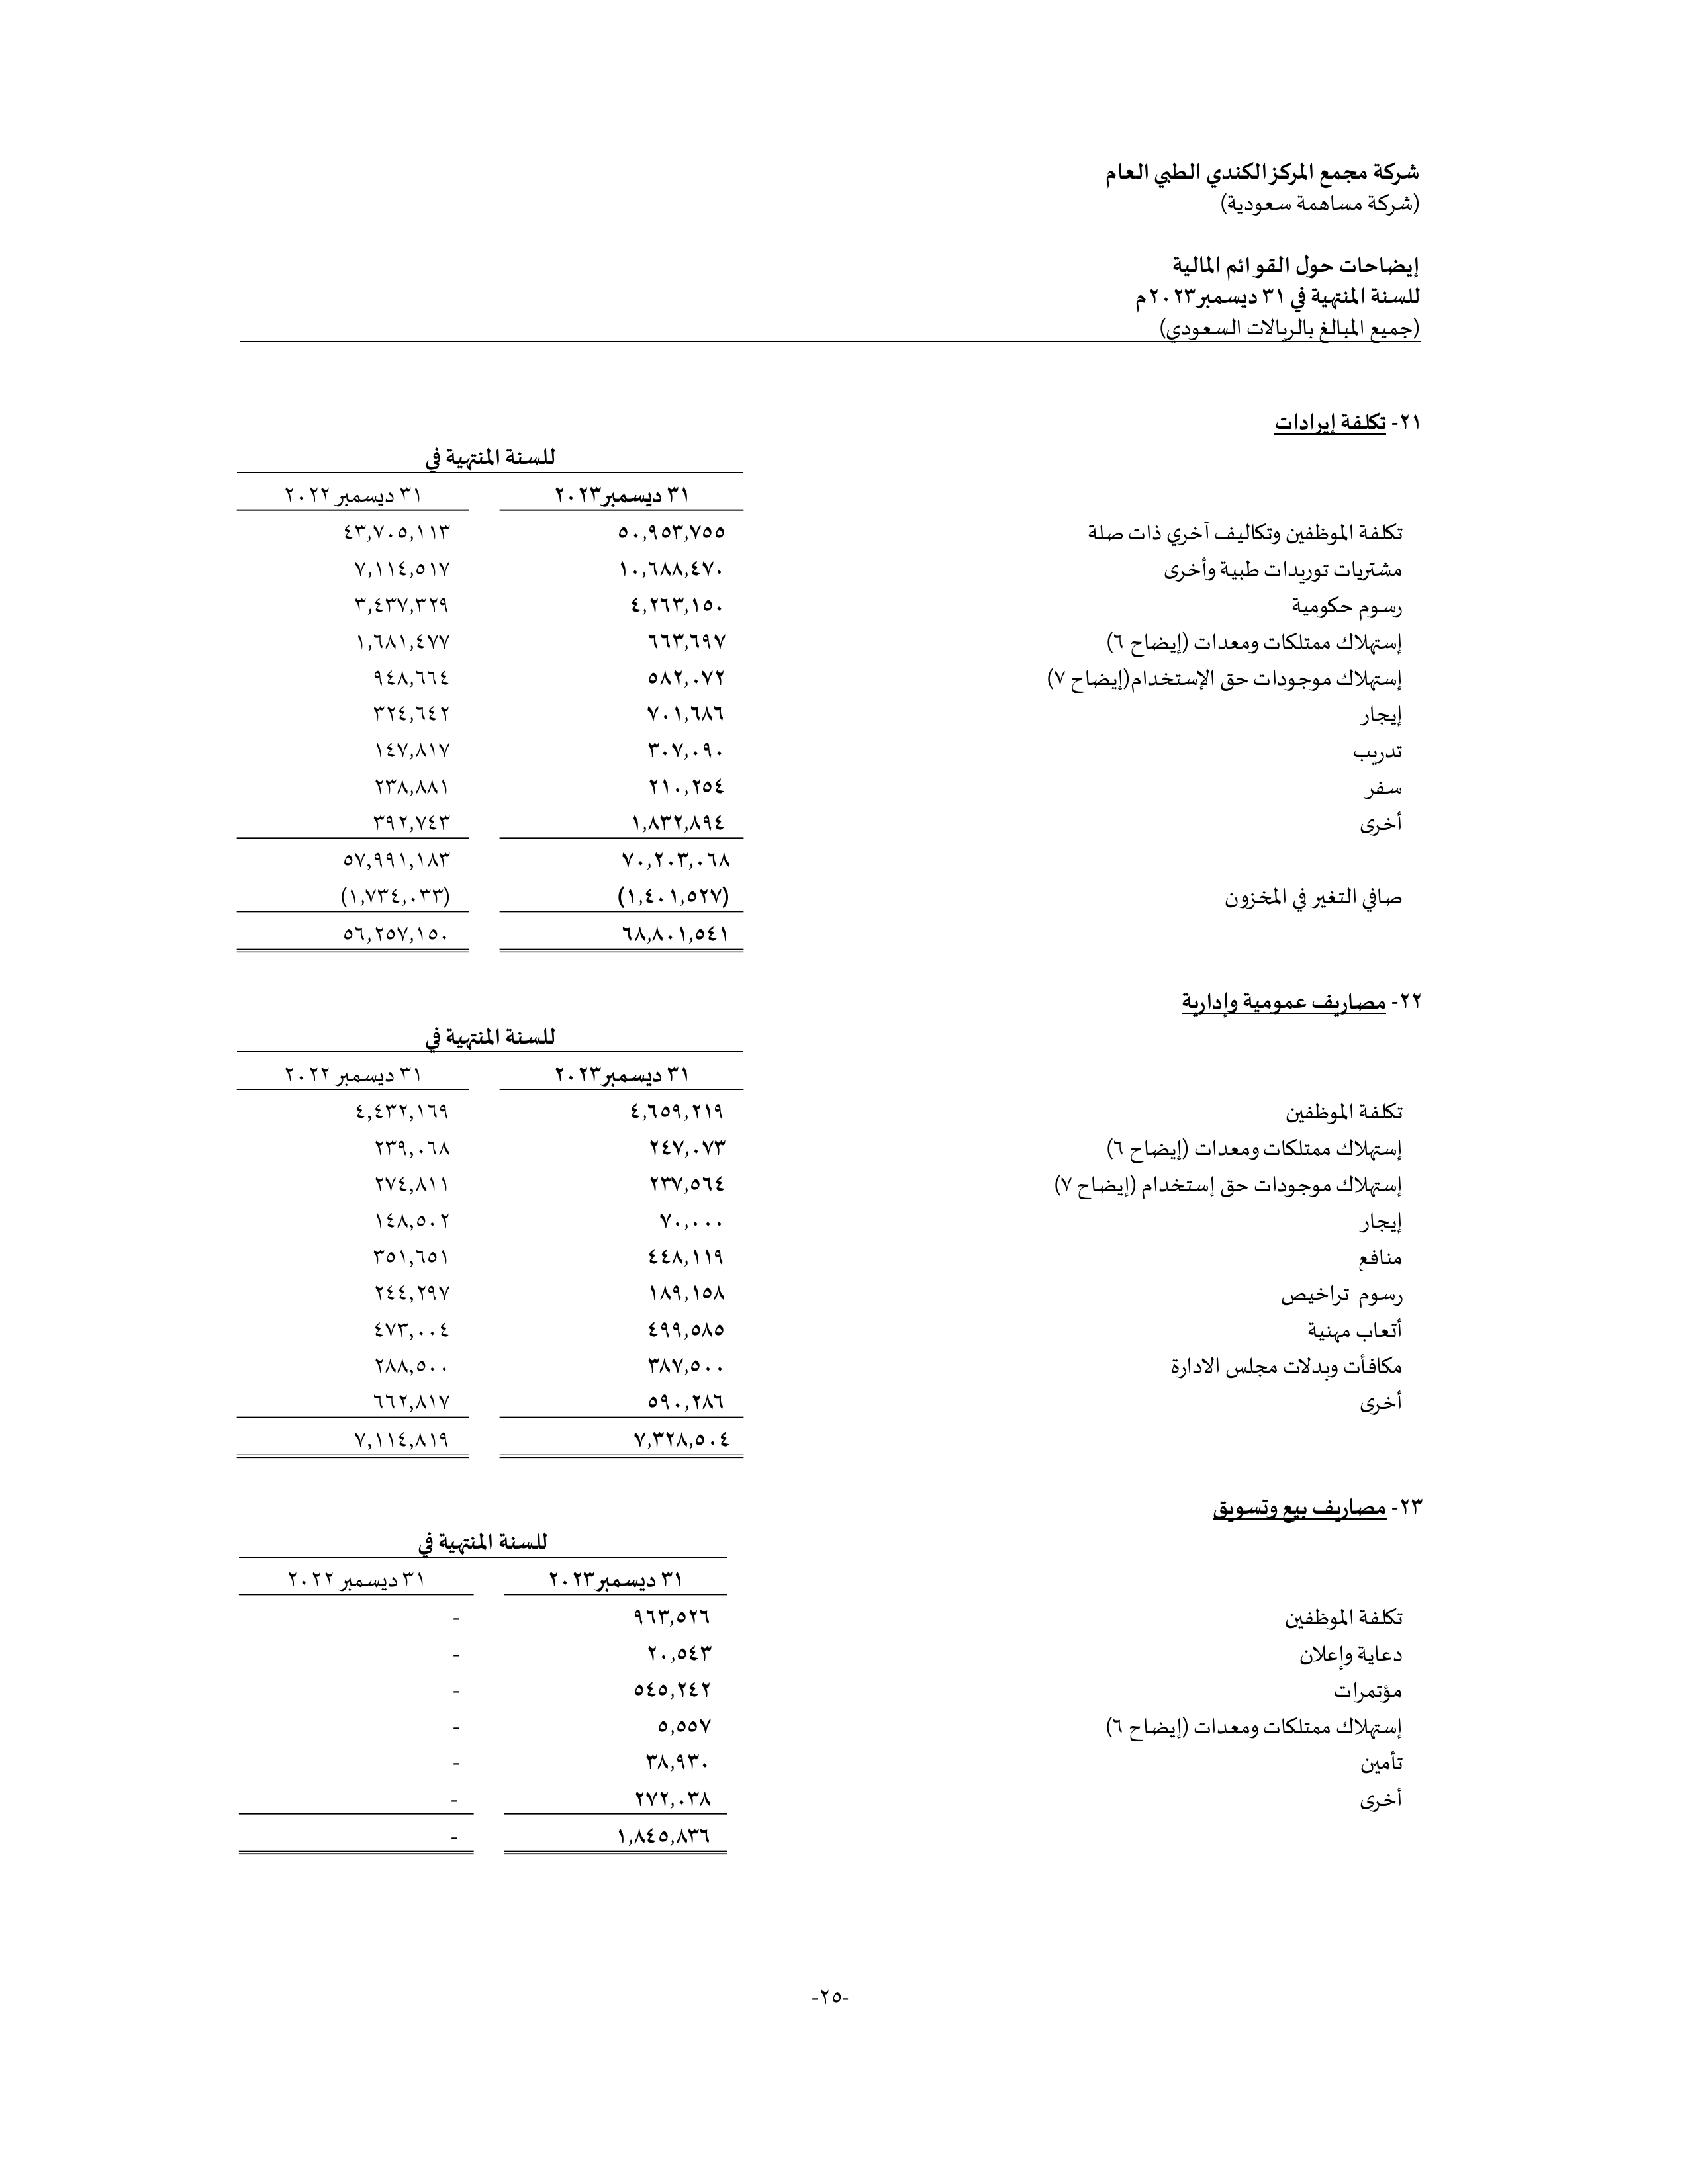 شركة مجمع المركز الكندي الطبي العام
(شركة مساهمة سعودية)
إيضاحات حول القوائم المالية
للسنة المنتهية في ٣١ ديسمبر ٢٠٢٣م
(جميع المبالغ بالريالات السعودي)
٢١- تكلفة إيرادات
للسنة المنتهية في
٣١ ديسمبر ٢٠٢٣ ٣١ ديسمبر ٢٠٢٢
تكلفة الموظفين وتكاليف آخري ذات صلة ٥٠,٩٥٣,٧٥٥ ٤٣,٧٠٥,١١٣
مشتريات توريدات طبية وأخرى ١٠,٦٨٨,٤٧٠ ٧,١١٤,٥١٧
رسوم حكومية ٤,٢٦٣,١٥٠ ٣,٤٣٧,٣٢٩
إستهلاك ممتلكات ومعدات (إيضاح ٦) ٦٦٣,٦٩٧ ١,٦٨١,٤٧٧
إستهلاك موجودات حق الإستخدام(إيضاح ٧) ٥٨٢,٠٧٢ ٩٤٨,٦٦٤
إيجار ٧٠١,٦٨٦ ٣٢٤,٦٤٢
تدريب ٣٠٧,٠٩٠ ١٤٧,٨١٧
سفر ٢١٠,٢٥٤ ٢٣٨,٨٨١
أخرى ١,٨٣٢,٨٩٤ ٣٩٢,٧٤٣
٧٠,٢٠٣,٠٦٨ ٥٧,٩٩١,١٨٣
صافي التغير في المخزون (١,٤٠١,٥٢٧) (١,٧٣٤,٠٣٣)
٦٨,٨٠١,٥٤١ ٥٦,٢٥٧,١٥٠
٢٢- مصاريف عمومية وإدارية
للسنة المنتهية في
٣١ ديسمبر ٢٠٢٣ ٣١ ديسمبر ٢٠٢٢
تكلفة الموظفين ٤,٦٥٩,٢١٩ ٤,٤٣٢,١٦٩
إستهلاك ممتلكات ومعدات (إيضاح ٦) ٢٤٧,٠٧٣ ٢٣٩,٠٦٨
إستهلاك موجودات حق إستخدام (إيضاح ٧) ٢٣٧,٥٦٤ ٢٧٤,٨١١
إيجار ٧٠,٠٠٠ ١٤٨,٥٠٢
منافع ٤٤٨,١١٩ ٣٥١,٦٥١
رسوم تراخيص ١٨٩,١٥٨ ٢٤٤,٢٩٧
أتعاب مهنية ٤٩٩,٥٨٥ ٤٧٣,٠٠٤
مكافأت وبدلات مجلس الادارة ٣٨٧,٥٠٠ ٢٨٨,٥٠٠
أخرى ٥٩٠,٢٨٦ ٦٦٢,٨١٧
٧,٣٢٨,٥٠٤ ٧,١١٤,٨١٩
٢٣- مصاريف بيع وتسويق
للسنة المنتهية في
٣١ ديسمبر ٢٠٢٣ ٣١ ديسمبر ٢٠٢٢
تكلفة الموظفين ٩٦٣,٥٢٦ -
دعاية وإعلان ٢٠,٥٤٣ -
مؤتمرات ٥٤٥,٢٤٢ -
إستهلاك ممتلكات ومعدات (إيضاح ٦) ٥,٥٥٧ -
تأمين ٣٨,٩٣٠ -
أخرى ٢٧٢,٠٣٨ -
١,٨٤٥,٨٣٦ -
-٢٥-